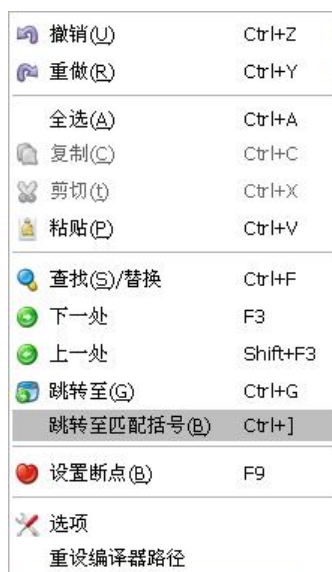 撤销(U) Ctrl+Z
重做(R) Ctrl+Y
全选(A) Ctrl+A
复制(C) Ctrl+C
剪切(t) Ctrl+X
粘贴(P) Ctrl+V
查找(S)/替换 Ctrl+F
下一处 F3
上一处 Shift+F3
跳转至(G) Ctrl+G
跳转至匹配括号(B) Ctrl+]
设置断点(B) F9
选项
重设编译器路径